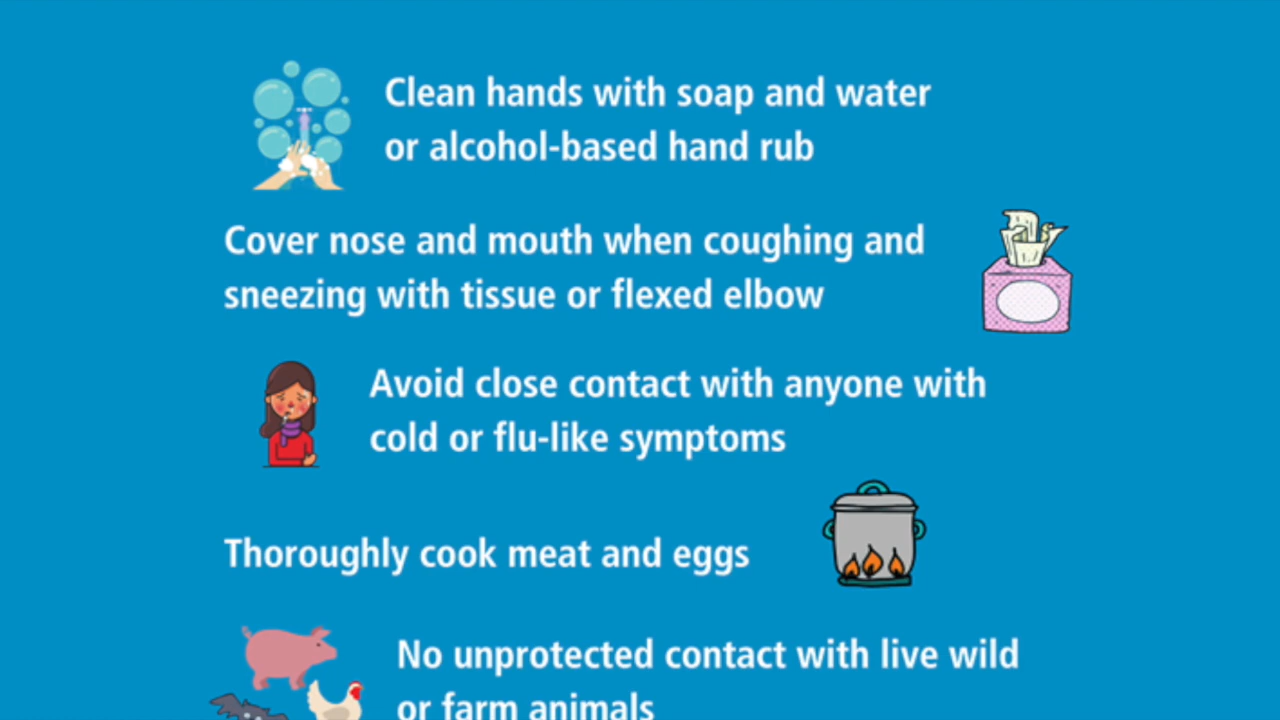 Clean hands with soap and water
or alcohol-based hand rub
Cover nose and mouth when coughing and
sneezing with tissue or flexed elbow
Avoid close contact with anyone with
cold or flu-like symptoms
Thoroughly cook meat and eggs
No unprotected contact with live wild
or farm animals